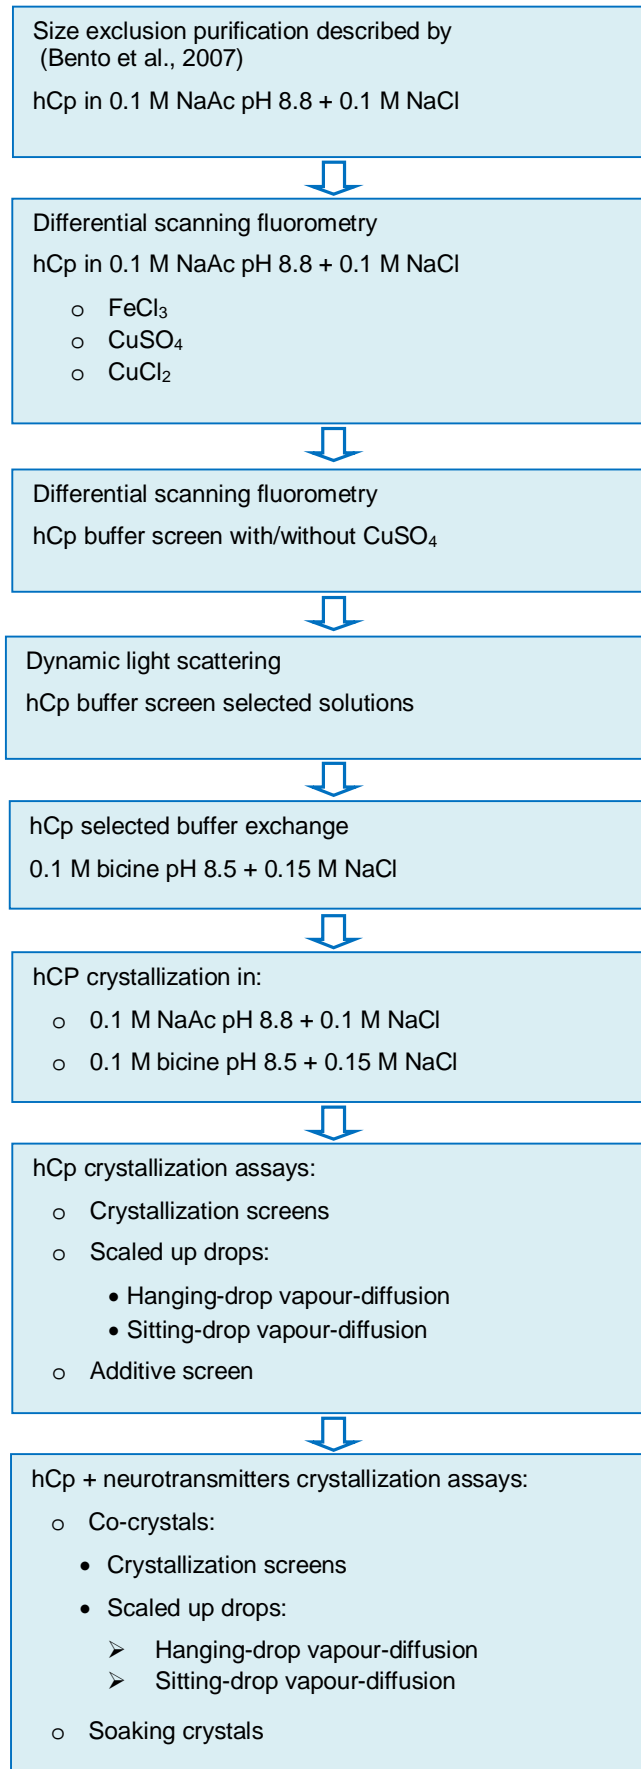 Size exclusion purification described by
(Bento et al., 2007)
hCp in 0.1 M NaAc pH 8.8 + 0.1 M NaCl
Differential scanning fluorometry
hCp in 0.1 M NaAc pH 8.8 + 0.1 M NaCl
o FeCl₃
o CuSO₄
o CuCl₂
Differential scanning fluorometry
hCp buffer screen with/without CuSO₄
Dynamic light scattering
hCp buffer screen selected solutions
hCp selected buffer exchange
0.1 M bicine pH 8.5 + 0.15 M NaCl
hCP crystallization in:
o 0.1 M NaAc pH 8.8 + 0.1 M NaCl
o 0.1 M bicine pH 8.5 + 0.15 M NaCl
hCp crystallization assays:
o Crystallization screens
o Scaled up drops:
• Hanging-drop vapour-diffusion
• Sitting-drop vapour-diffusion
o Additive screen
hCp + neurotransmitters crystallization assays:
o Co-crystals:
• Crystallization screens
• Scaled up drops:
➢ Hanging-drop vapour-diffusion
➢ Sitting-drop vapour-diffusion
o Soaking crystals